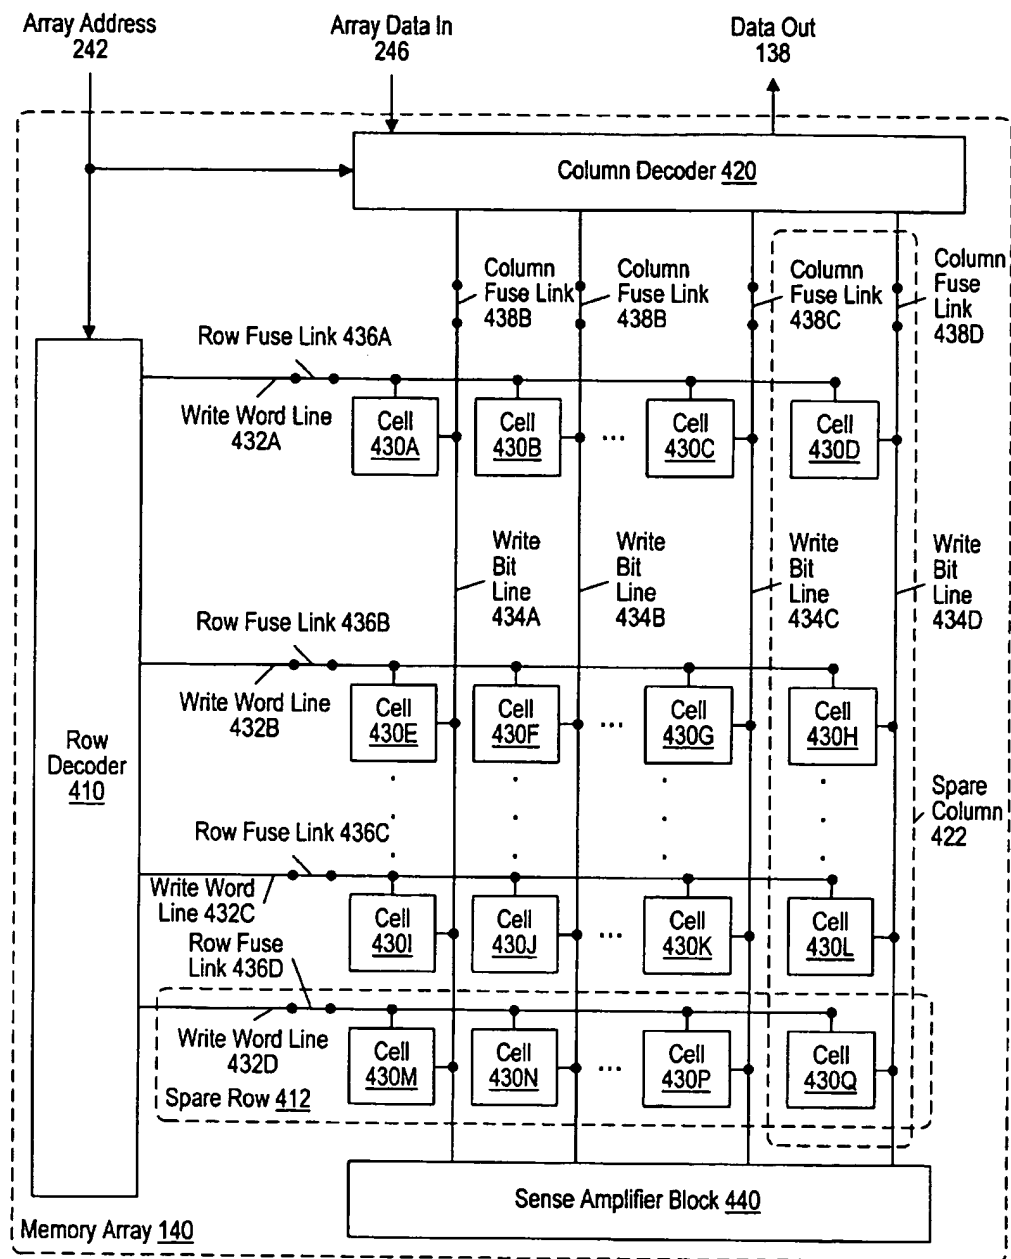 Array Address
242
Array Data In
246
Data Out
138
Column Decoder 420
Column
Fuse Link
438B
Column
Fuse Link
438B
Column
Fuse Link
438C
Column
Fuse
Link
438D
Row Fuse Link 436A
Write Word Line
432A
Cell
430A
Cell
430B
...
Cell
430C
Cell
430D
Write
Bit
Line
434A
Write
Bit
Line
434B
Write
Bit
Line
434C
Write
Bit
Line
434D
Row Fuse Link 436B
Write Word Line
432B
Cell
430E
Cell
430F
...
Cell
430G
Cell
430H
Row
Decoder
410
Spare
Column
422
Row Fuse Link 436C
Write Word
Line 432C
Cell
430I
Cell
430J
...
Cell
430K
Cell
430L
Row Fuse
Link 436D
Write Word Line
432D
Cell
430M
Cell
430N
...
Cell
430P
Cell
430Q
Spare Row 412
Sense Amplifier Block 440
Memory Array 140